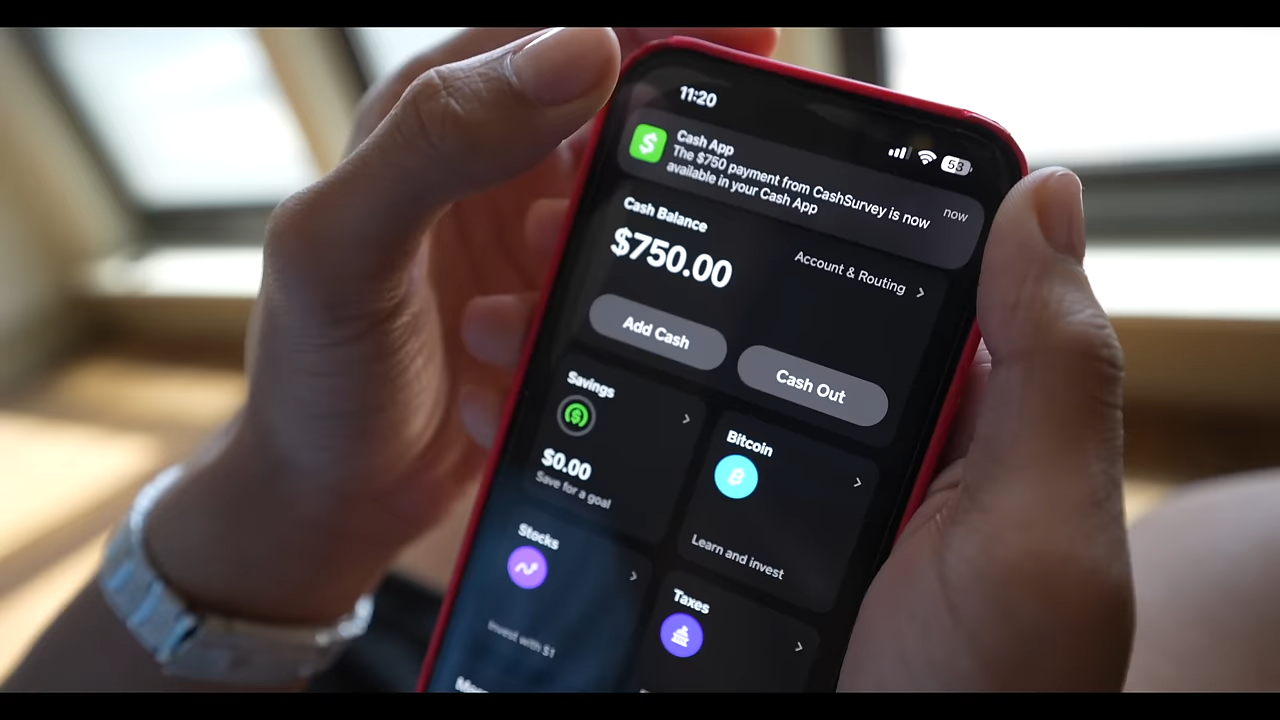 11:20
53
Cash App
now
The $750 payment from CashSurvey is now
available in your Cash App
Cash Balance
$750.00
Account & Routing
Add Cash
Cash Out
Savings
$0.00
Save for a goal
Bitcoin
Learn and invest
Stocks
Invest with $1
Taxes